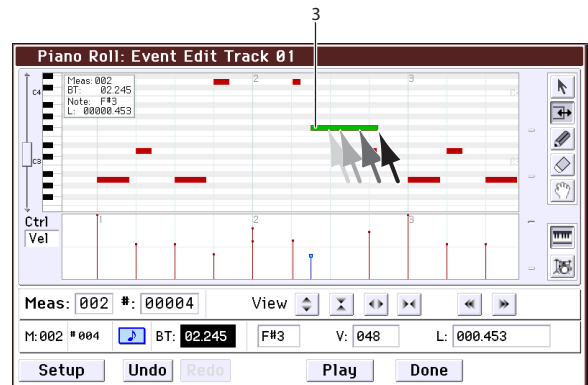 3
Piano Roll: Event Edit Track 01
Meas: 002
BT: 02.245
Note: F#3
L: 00000.453
2
3
C4
C4
C3
C3
Ctrl
Vel
1
2
3
Meas: 002 #: 00004 View
M:002 #004 BT: 02.245 F#3 V: 048 L: 000.453
Setup Undo Redo Play Done